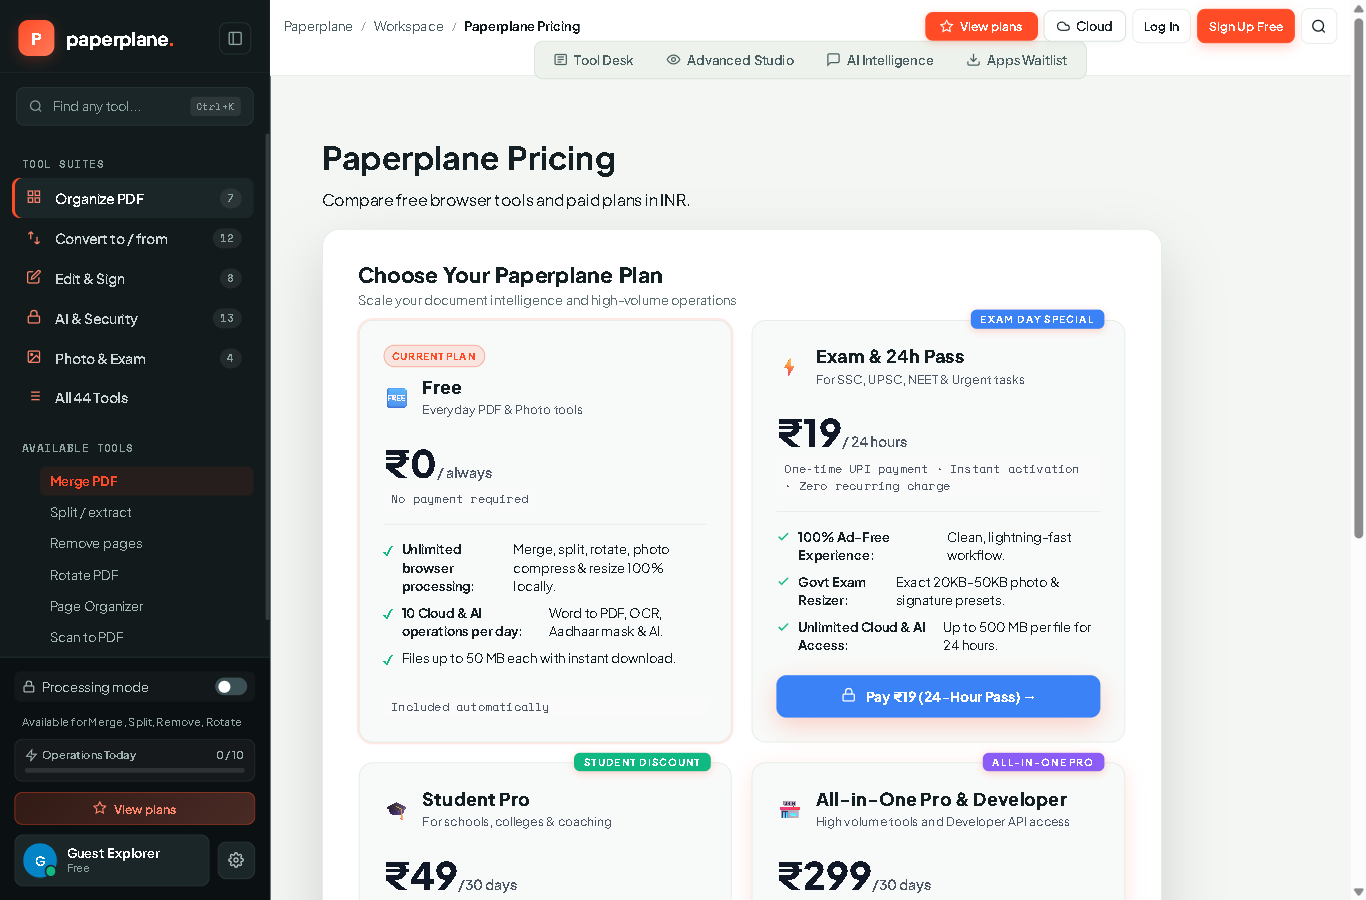 P paperplane.
Find any tool... Ctrl+K
TOOL SUITES
Organize PDF 7
Convert to / from 12
Edit & Sign 8
AI & Security 13
Photo & Exam 4
All 44 Tools
AVAILABLE TOOLS
Merge PDF
Split / extract
Remove pages
Rotate PDF
Page Organizer
Scan to PDF
Processing mode
Available for Merge, Split, Remove, Rotate
Operations Today 0/10
View plans
G Guest Explorer
Free
Paperplane / Workspace / Paperplane Pricing
View plans
Cloud
Log In
Sign Up Free
Tool Desk
Advanced Studio
AI Intelligence
Apps Waitlist
Paperplane Pricing
Compare free browser tools and paid plans in INR.
Choose Your Paperplane Plan
Scale your document intelligence and high-volume operations
CURRENT PLAN
FREE
Free
Everyday PDF & Photo tools
₹0 / always
No payment required
Unlimited browser processing: Merge, split, rotate, photo compress & resize 100% locally.
10 Cloud & AI operations per day: Word to PDF, OCR, Aadhaar mask & AI.
Files up to 50 MB each with instant download.
Included automatically
EXAM DAY SPECIAL
Exam & 24h Pass
For SSC, UPSC, NEET & Urgent tasks
₹19 / 24 hours
One-time UPI payment · Instant activation
· Zero recurring charge
100% Ad-Free Experience: Clean, lightning-fast workflow.
Govt Exam Resizer: Exact 20KB-50KB photo & signature presets.
Unlimited Cloud & AI Access: Up to 500 MB per file for 24 hours.
Pay ₹19 (24-Hour Pass) →
STUDENT DISCOUNT
Student Pro
For schools, colleges & coaching
₹49 /30 days
ALL-IN-ONE PRO
All-in-One Pro & Developer
High volume tools and Developer API access
₹299 /30 days